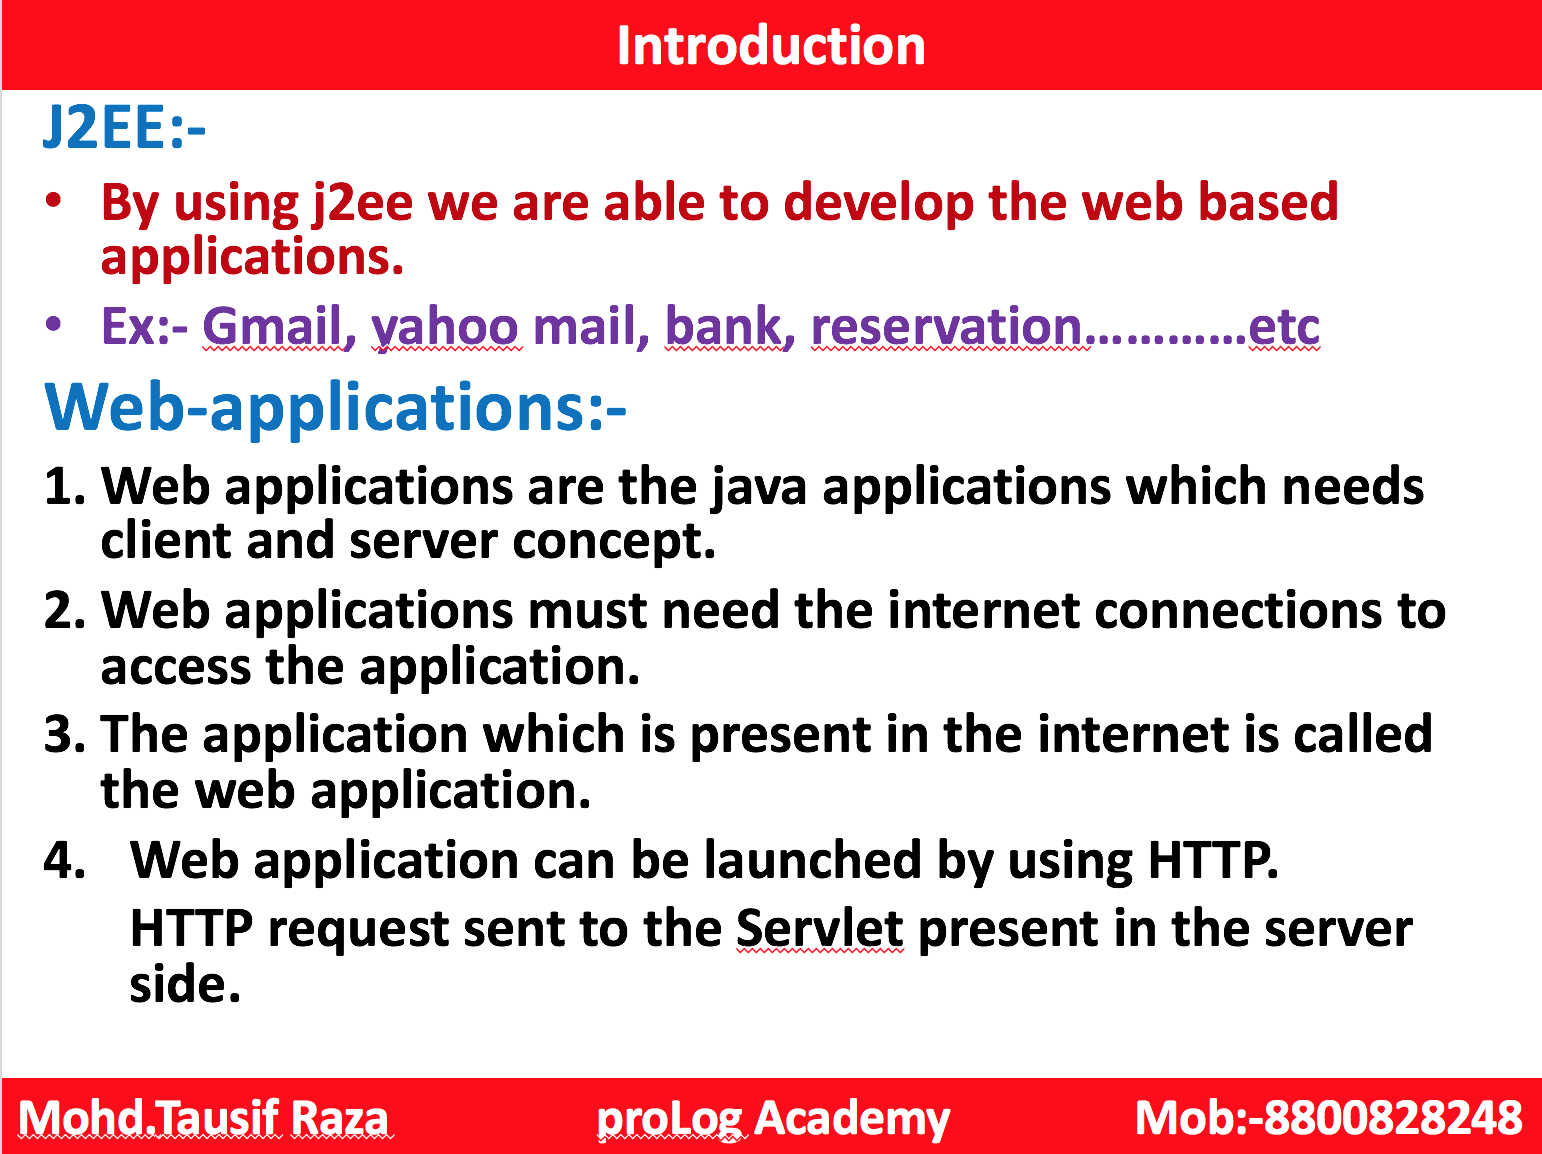 Introduction
J2EE:-
• By using j2ee we are able to develop the web based
applications.
• Ex:- Gmail, yahoo mail, bank, reservation…………etc
Web-applications:-
1. Web applications are the java applications which needs
client and server concept.
2. Web applications must need the internet connections to
access the application.
3. The application which is present in the internet is called
the web application.
4. Web application can be launched by using HTTP.
HTTP request sent to the Servlet present in the server
side.
Mohd.Tausif Raza proLog Academy Mob:-8800828248